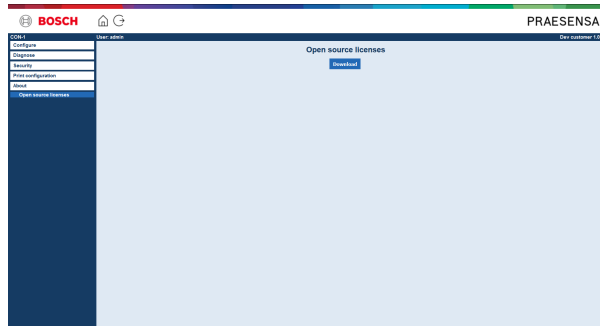 BOSCH
PRAESENSA
CON-1
User: admin
Dev customer 1.0
Configure
Diagnose
Security
Print configuration
About
Open source licenses
Open source licenses
Download